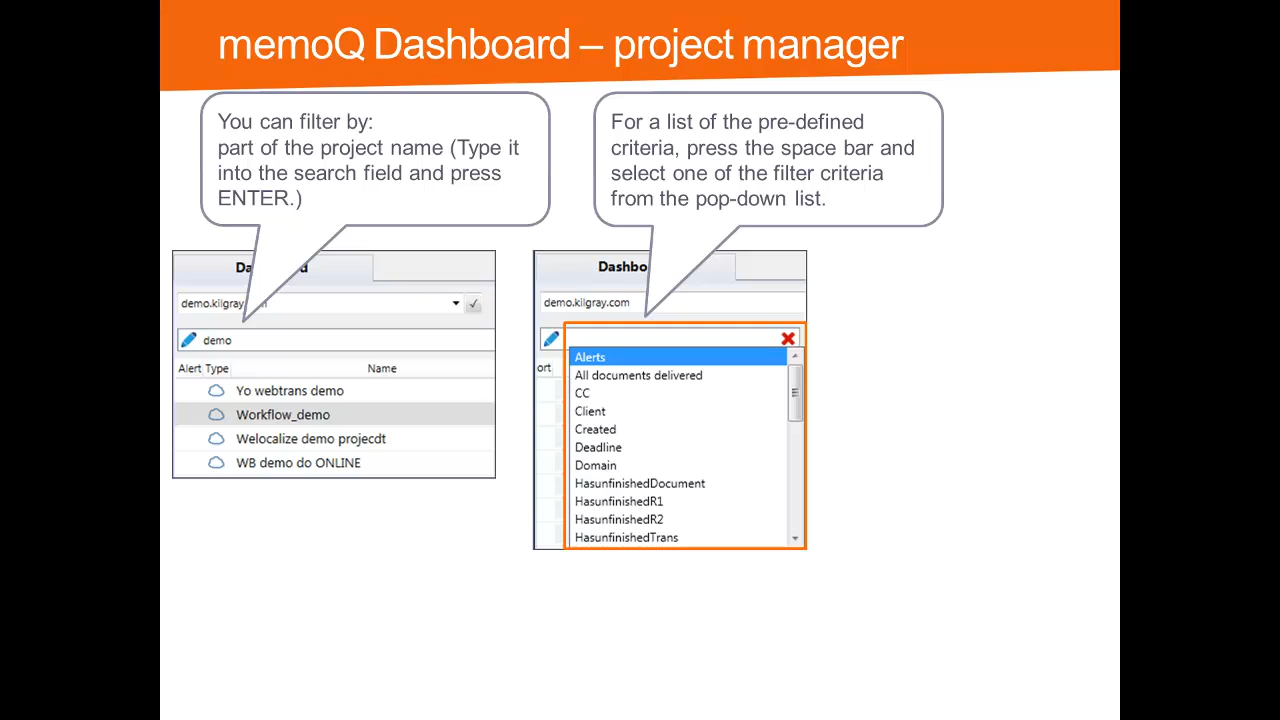 memoQ Dashboard – project manager
You can filter by:
part of the project name (Type it
into the search field and press
ENTER.)
For a list of the pre-defined
criteria, press the space bar and
select one of the filter criteria
from the pop-down list.
demo.kilgray
demo
Alert Type Name
Yo webtrans demo
Workflow_demo
Welocalize demo projecdt
WB demo do ONLINE
Dashbo
demo.kilgray.com
ort
Alerts
All documents delivered
CC
Client
Created
Deadline
Domain
HasunfinishedDocument
HasunfinishedR1
HasunfinishedR2
HasunfinishedTrans